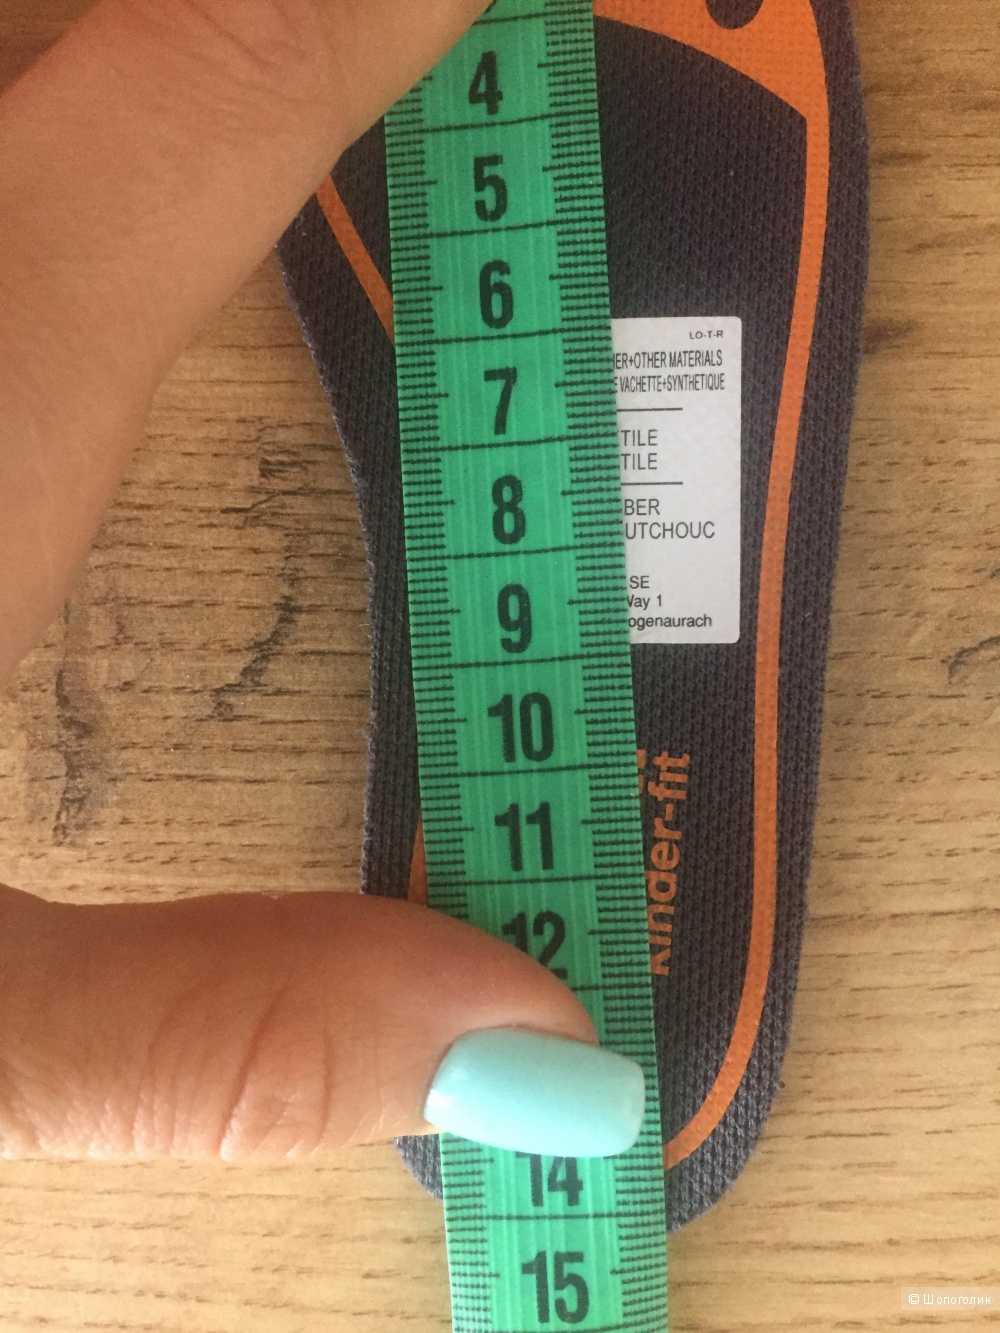 4
5
6
7
8
9
10
11
12
14
15
LO-T-R
HER+OTHER MATERIALS
E VACHETTE+SYNTHETIQUE
TILE
TILE
BER
UTCHOUC
SE
Way 1
ogenaurach
kinder-fit
© Шопоголик